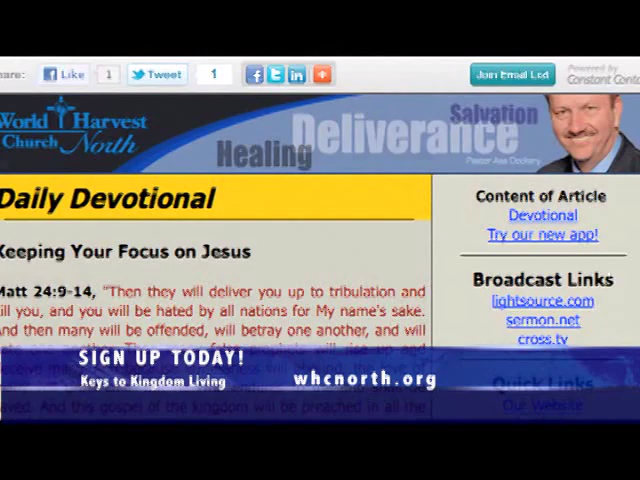 hare: Like 1 Tweet 1 f t in + Join Email List Powered by
Constant Conta
World Harvest
Church North
Healing Deliverance Salvation
Pastor Asa Dockery
Daily Devotional
Keeping Your Focus on Jesus
Matt 24:9-14, "Then they will deliver you up to tribulation and
ill you, and you will be hated by all nations for My name's sake.
And then many will be offended, will betray one another, and will
Content of Article
Devotional
Try our new app!
Broadcast Links
lightsource.com
sermon.net
cross.tv
Quick Links
Our Website
SIGN UP TODAY!
Keys to Kingdom Living whcnorth.org
aved. And this gospel of the kingdom will be preached in all the